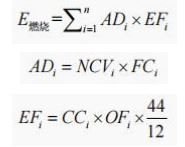 E燃烧=∑ⁿᵢ₌₁ ADᵢ×EFᵢ
ADᵢ=NCVᵢ×FCᵢ
EFᵢ=CCᵢ×OFᵢ×44/12